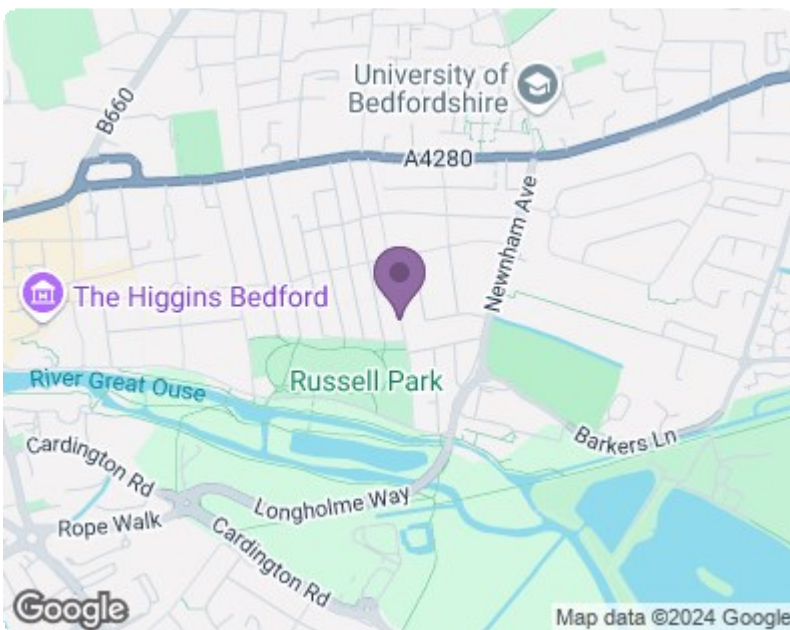 University of
Bedfordshire
B660
A4280
Newnham Ave
The Higgins Bedford
Russell Park
River Great Ouse
Barkers Ln
Cardington Rd
Longholme Way
Rope Walk
Cardington Rd
Google
Map data ©2024 Google